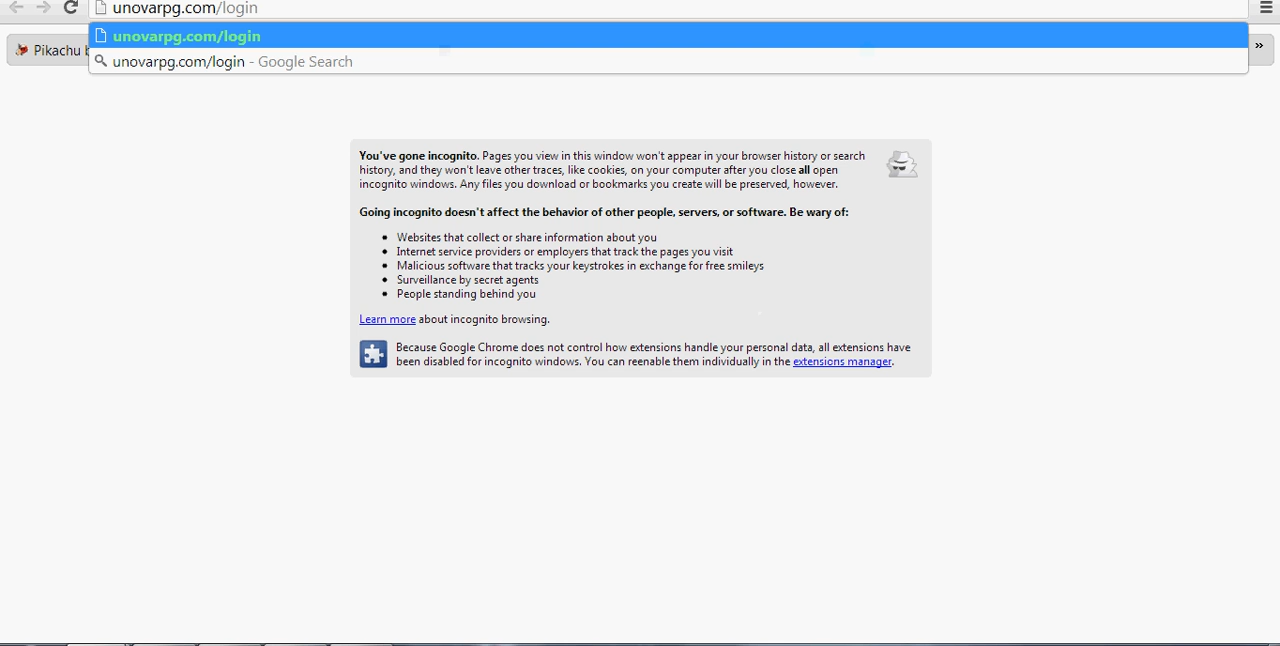 unovarpg.com/login
unovarpg.com/login
Pikachu
»
unovarpg.com/login - Google Search
You've gone incognito. Pages you view in this window won't appear in your browser history or search
history, and they won't leave other traces, like cookies, on your computer after you close all open
incognito windows. Any files you download or bookmarks you create will be preserved, however.
Going incognito doesn't affect the behavior of other people, servers, or software. Be wary of:
• Websites that collect or share information about you
• Internet service providers or employers that track the pages you visit
• Malicious software that tracks your keystrokes in exchange for free smileys
• Surveillance by secret agents
• People standing behind you
Learn more about incognito browsing.
Because Google Chrome does not control how extensions handle your personal data, all extensions have
been disabled for incognito windows. You can reenable them individually in the extensions manager.